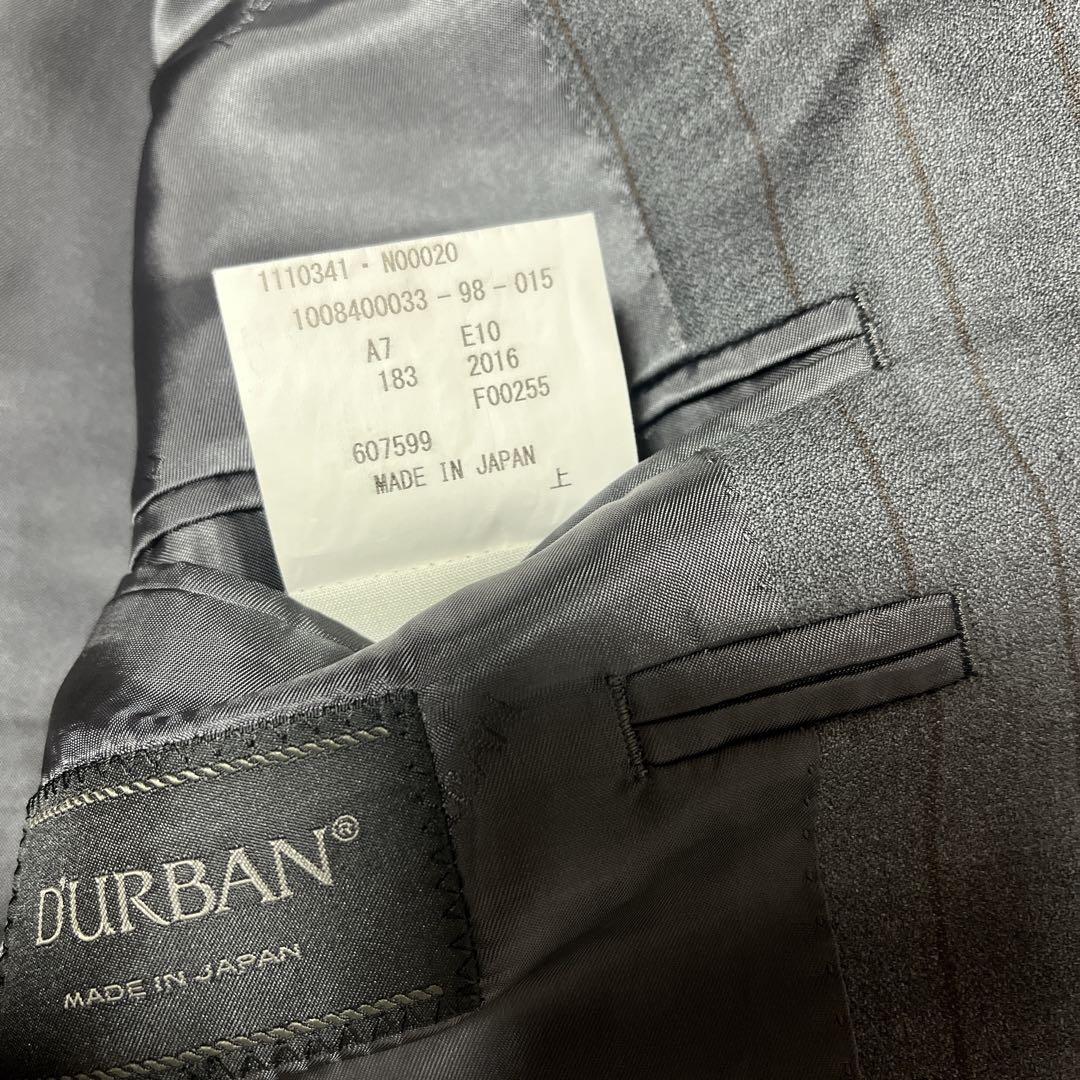 1110341・N00020
1008400033-98-015
A7 E10
183 2016
F00255
607599
MADE IN JAPAN
上
D'URBAN®
MADE IN JAPAN